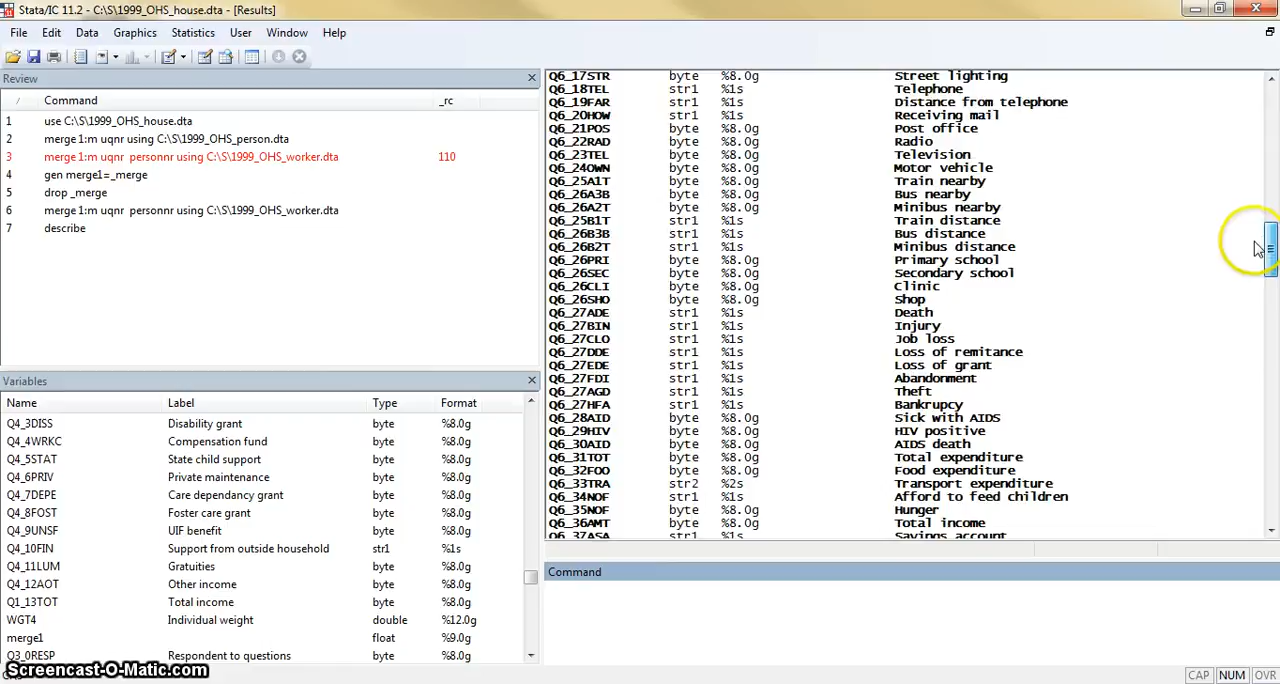 Stata/IC 11.2 - C:\S\1999_OHS_house.dta - [Results]
File Edit Data Graphics Statistics User Window Help
Review
/ Command _rc
1 use C:\S\1999_OHS_house.dta
2 merge 1:m uqnr using C:\S\1999_OHS_person.dta
3 merge 1:m uqnr personnr using C:\S\1999_OHS_worker.dta 110
4 gen merge1=_merge
5 drop _merge
6 merge 1:m uqnr personnr using C:\S\1999_OHS_worker.dta
7 describe
Variables
Name Label Type Format
Q4_3DISS Disability grant byte %8.0g
Q4_4WRKC Compensation fund byte %8.0g
Q4_5STAT State child support byte %8.0g
Q4_6PRIV Private maintenance byte %8.0g
Q4_7DEPE Care dependancy grant byte %8.0g
Q4_8FOST Foster care grant byte %8.0g
Q4_9UNSF UIF benefit byte %8.0g
Q4_10FIN Support from outside household str1 %1s
Q4_11LUM Gratuities byte %8.0g
Q4_12AOT Other income byte %8.0g
Q1_13TOT Total income byte %8.0g
WGT4 Individual weight double %12.0g
merge1 float %9.0g
Q3_0RESP Respondent to questions byte %8.0g
Q6_17STR byte %8.0g Street lighting
Q6_18TEL str1 %1s Telephone
Q6_19FAR str1 %1s Distance from telephone
Q6_20HOW str1 %1s Receiving mail
Q6_21POS byte %8.0g Post office
Q6_22RAD byte %8.0g Radio
Q6_23TEL byte %8.0g Television
Q6_24OWN byte %8.0g Motor vehicle
Q6_25A1T byte %8.0g Train nearby
Q6_26A3B byte %8.0g Bus nearby
Q6_26A2T byte %8.0g Minibus nearby
Q6_25B1T str1 %1s Train distance
Q6_26B3B str1 %1s Bus distance
Q6_26B2T str1 %1s Minibus distance
Q6_26PRI byte %8.0g Primary school
Q6_26SEC byte %8.0g Secondary school
Q6_26CLI byte %8.0g Clinic
Q6_26SHO byte %8.0g Shop
Q6_27ADE str1 %1s Death
Q6_27BIN str1 %1s Injury
Q6_27CLO str1 %1s Job loss
Q6_27DDE str1 %1s Loss of remitance
Q6_27EDE str1 %1s Loss of grant
Q6_27FDI str1 %1s Abandonment
Q6_27AGD str1 %1s Theft
Q6_27HFA str1 %1s Bankrupcy
Q6_28AID byte %8.0g Sick with AIDS
Q6_29HIV byte %8.0g HIV positive
Q6_30AID byte %8.0g AIDS death
Q6_31TOT byte %8.0g Total expenditure
Q6_32FOO byte %8.0g Food expenditure
Q6_33TRA str2 %2s Transport expenditure
Q6_34NOF str1 %1s Afford to feed children
Q6_35NOF byte %8.0g Hunger
Q6_36AMT byte %8.0g Total income
Q6_37ASA str1 %1s Savings account
Command
Screencast-O-Matic.com
CAP NUM OVR